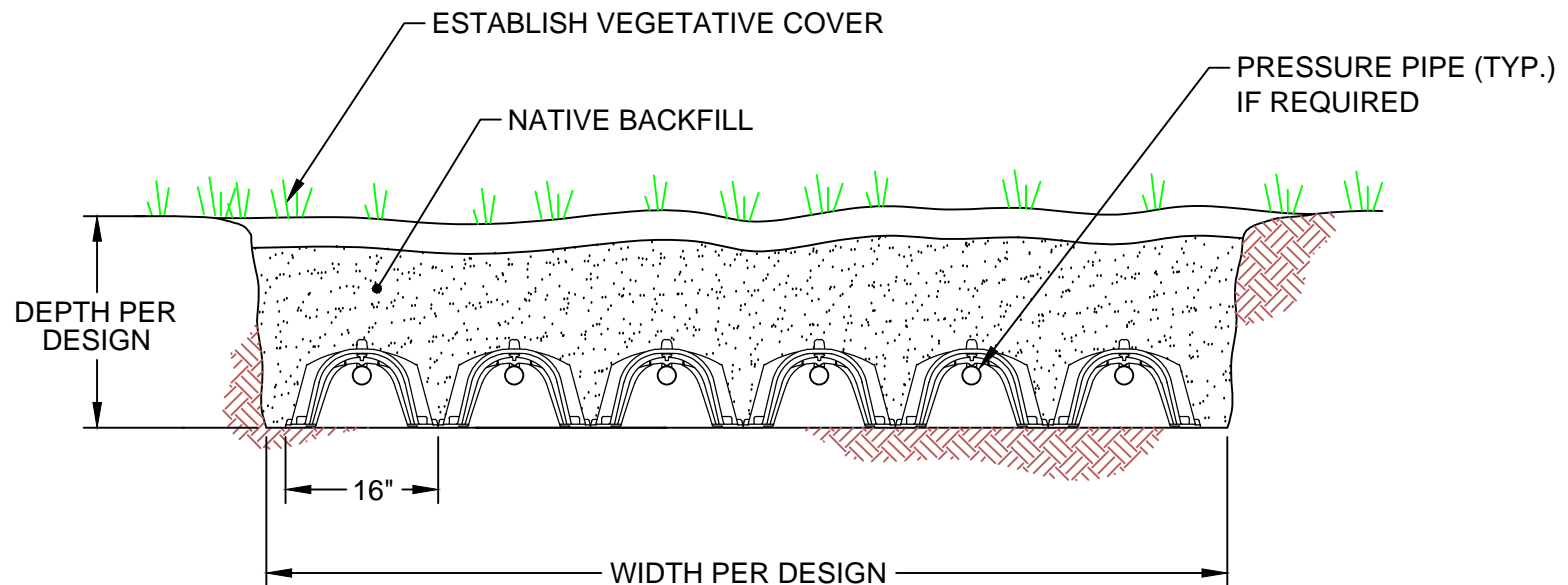 ESTABLISH VEGETATIVE COVER
PRESSURE PIPE (TYP.)
IF REQUIRED
NATIVE BACKFILL
DEPTH PER
DESIGN
16"
WIDTH PER DESIGN